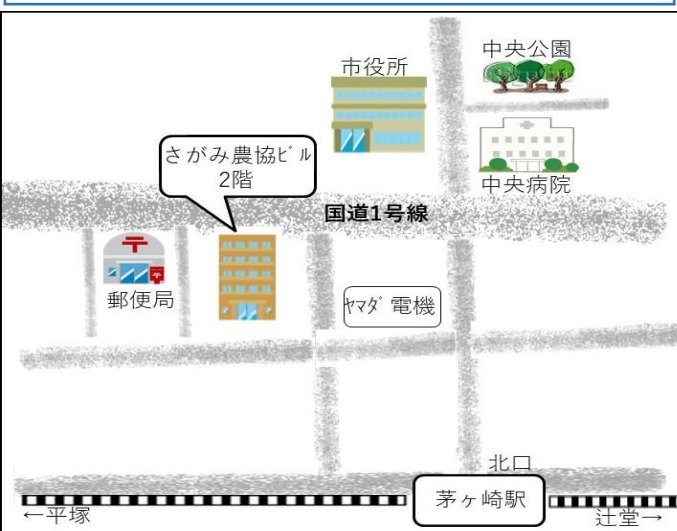 中央公園
市役所
さがみ農協ビル
2階
中央病院
国道1号線
郵便局
ヤマダ電機
北口
茅ヶ崎駅
←平塚
辻堂→